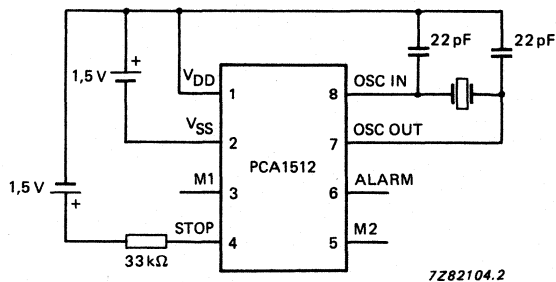 22 pF
22 pF
1,5 V
+
VDD
1
8
OSC IN
VSS
2
7
OSC OUT
PCA1512
1,5 V
+
M1
3
6
ALARM
STOP
4
5
M2
33 kΩ
7Z82104.2